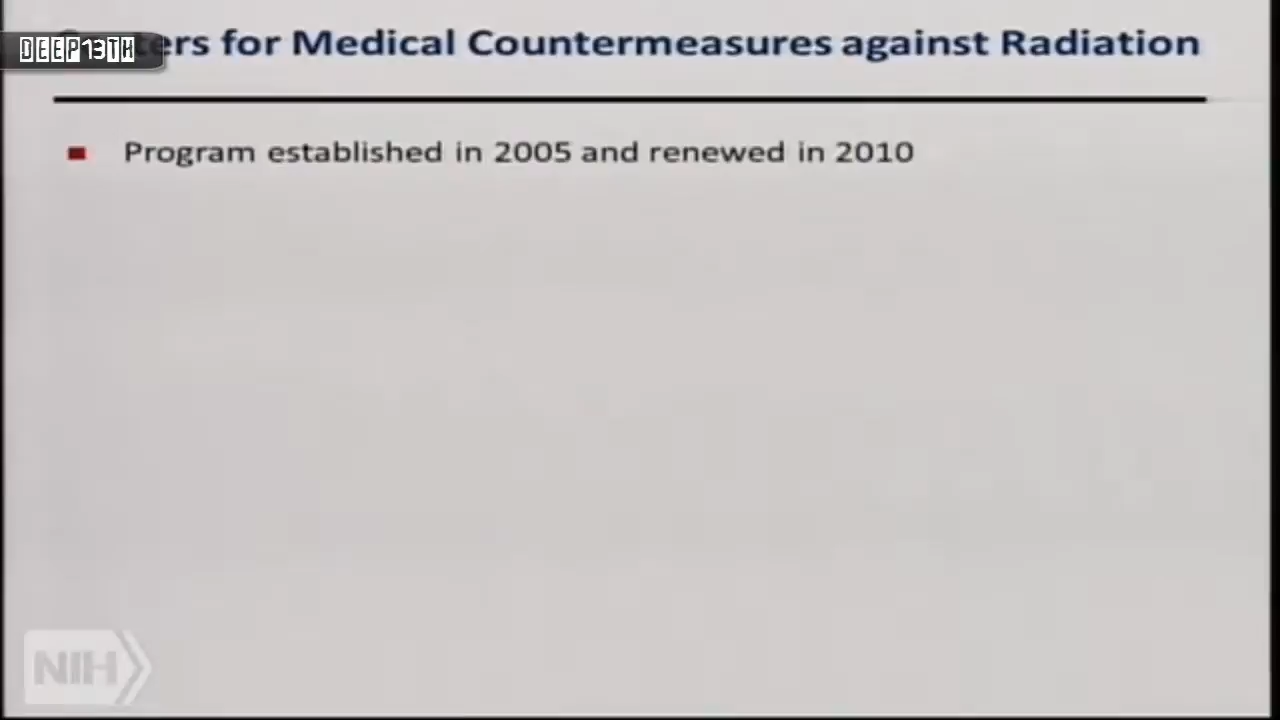 DEEP13TH
ers for Medical Countermeasures against Radiation
Program established in 2005 and renewed in 2010
NIH